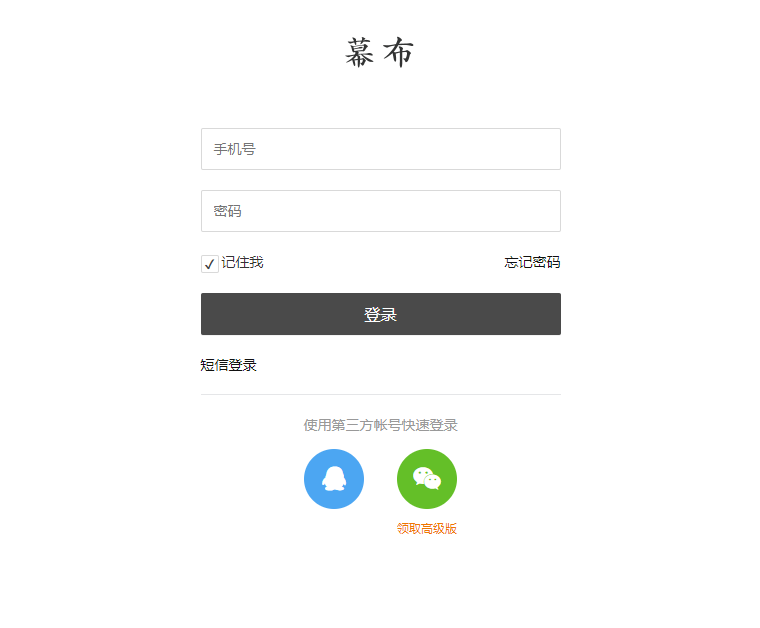 幕布
手机号
密码
记住我 忘记密码
登录
短信登录
使用第三方帐号快速登录
领取高级版